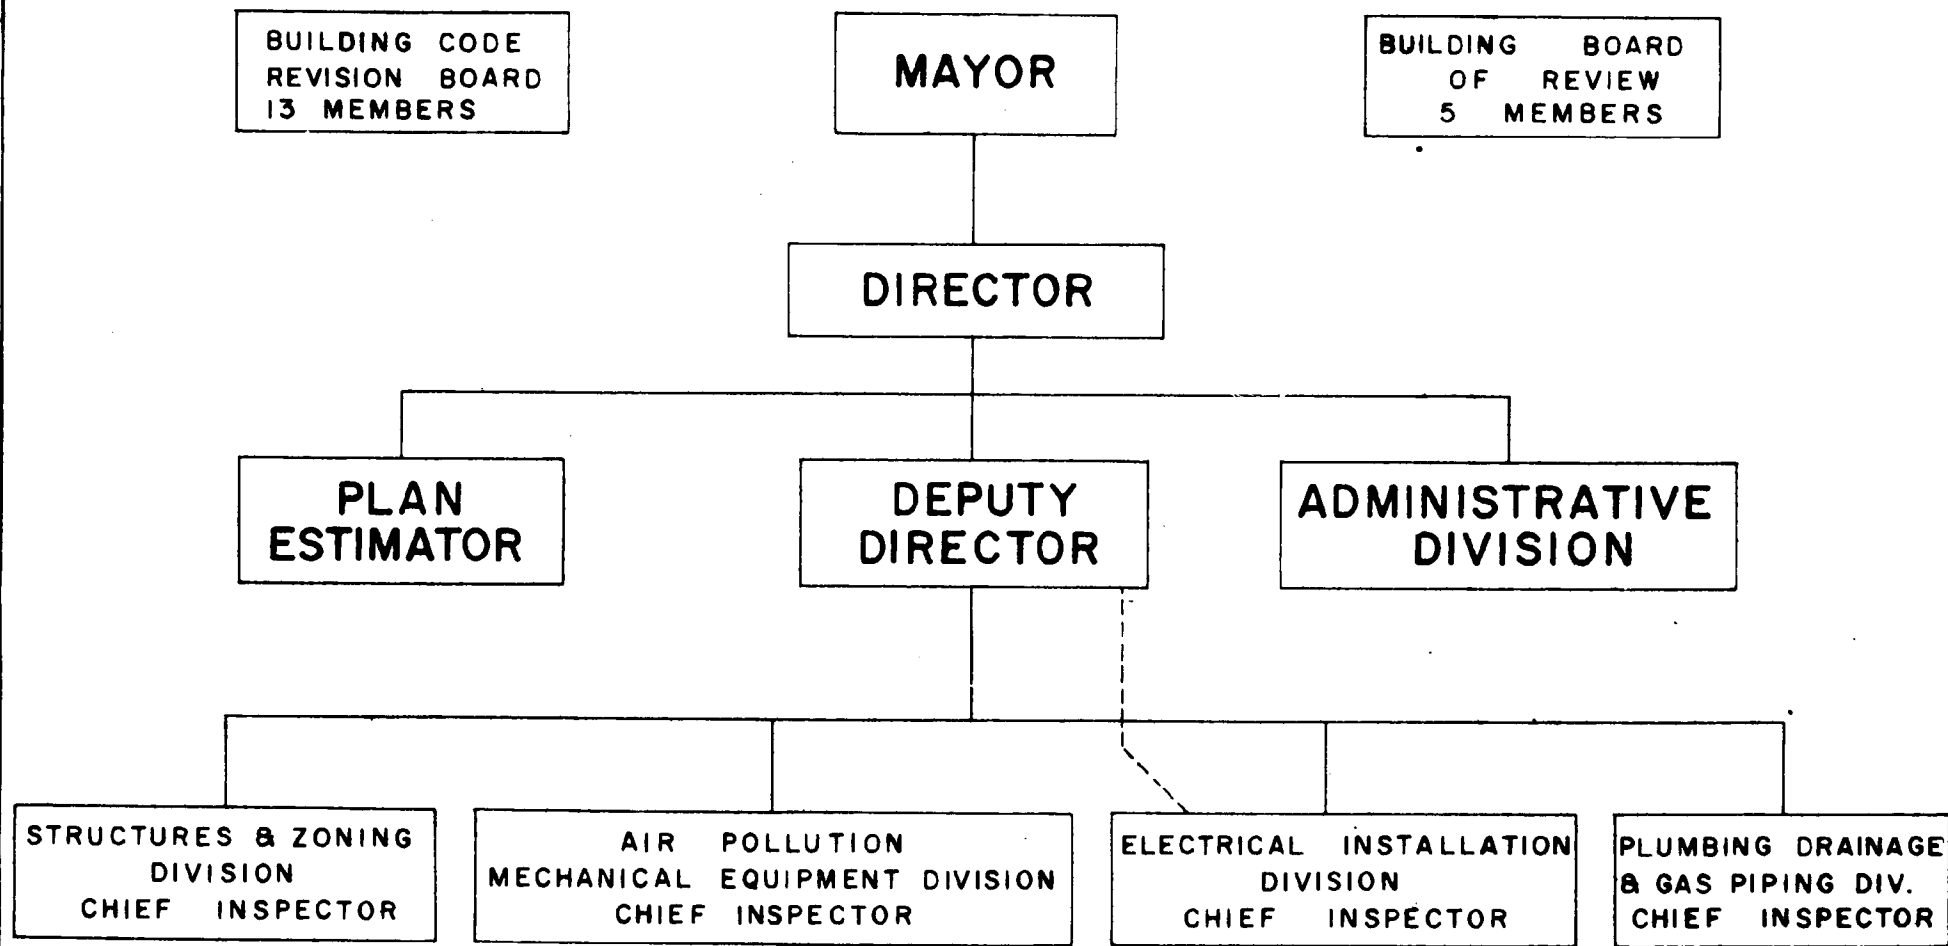 BUILDING CODE
REVISION BOARD
13 MEMBERS
MAYOR
BUILDING BOARD
OF REVIEW
5 MEMBERS
DIRECTOR
PLAN
ESTIMATOR
DEPUTY
DIRECTOR
ADMINISTRATIVE
DIVISION
STRUCTURES & ZONING
DIVISION
CHIEF INSPECTOR
AIR POLLUTION
MECHANICAL EQUIPMENT DIVISION
CHIEF INSPECTOR
ELECTRICAL INSTALLATION
DIVISION
CHIEF INSPECTOR
PLUMBING DRAINAGE
& GAS PIPING DIV.
CHIEF INSPECTOR